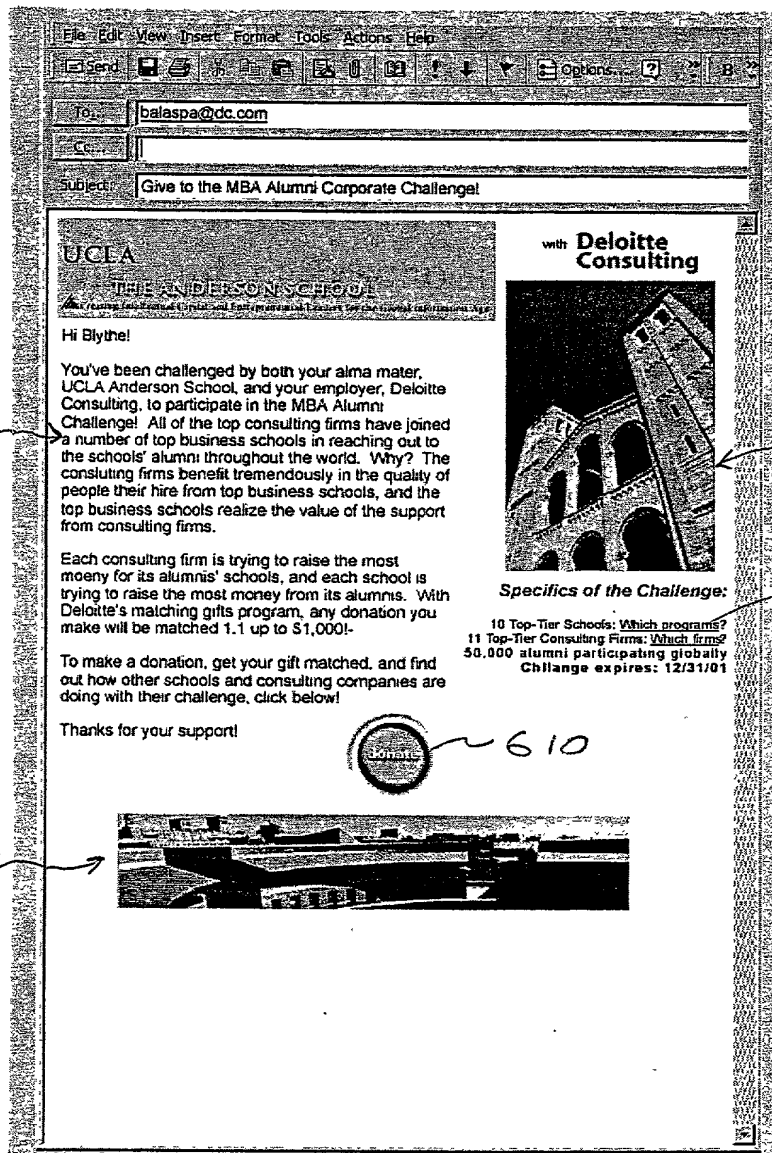 File Edit View Insert Format Tools Actions Help
Send Options... B
To... balaspa@dc.com
Cc...
Subject: Give to the MBA Alumni Corporate Challenge!
UCLA
THE ANDERSON SCHOOL
with Deloitte
Consulting
Hi Blythe!
You've been challenged by both your alma mater,
UCLA Anderson School, and your employer, Deloitte
Consulting, to participate in the MBA Alumni
Challenge! All of the top consulting firms have joined
a number of top business schools in reaching out to
the schools' alumni throughout the world. Why? The
consluting firms benefit tremendously in the quality of
people their hire from top business schools, and the
top business schools realize the value of the support
from consulting firms.
Each consulting firm is trying to raise the most
moeny for its alumnis' schools, and each school is
trying to raise the most money from its alumnis. With
Deloitte's matching gifts program, any donation you
make will be matched 1.1 up to $1,000!-
To make a donation, get your gift matched, and find
out how other schools and consulting companies are
doing with their challenge, click below!
Thanks for your support!
Specifics of the Challenge:
10 Top-Tier Schools: Which programs?
11 Top-Tier Consulting Firms: Which firms?
50,000 alumni participating globally
Chllange expires: 12/31/01
donate
610